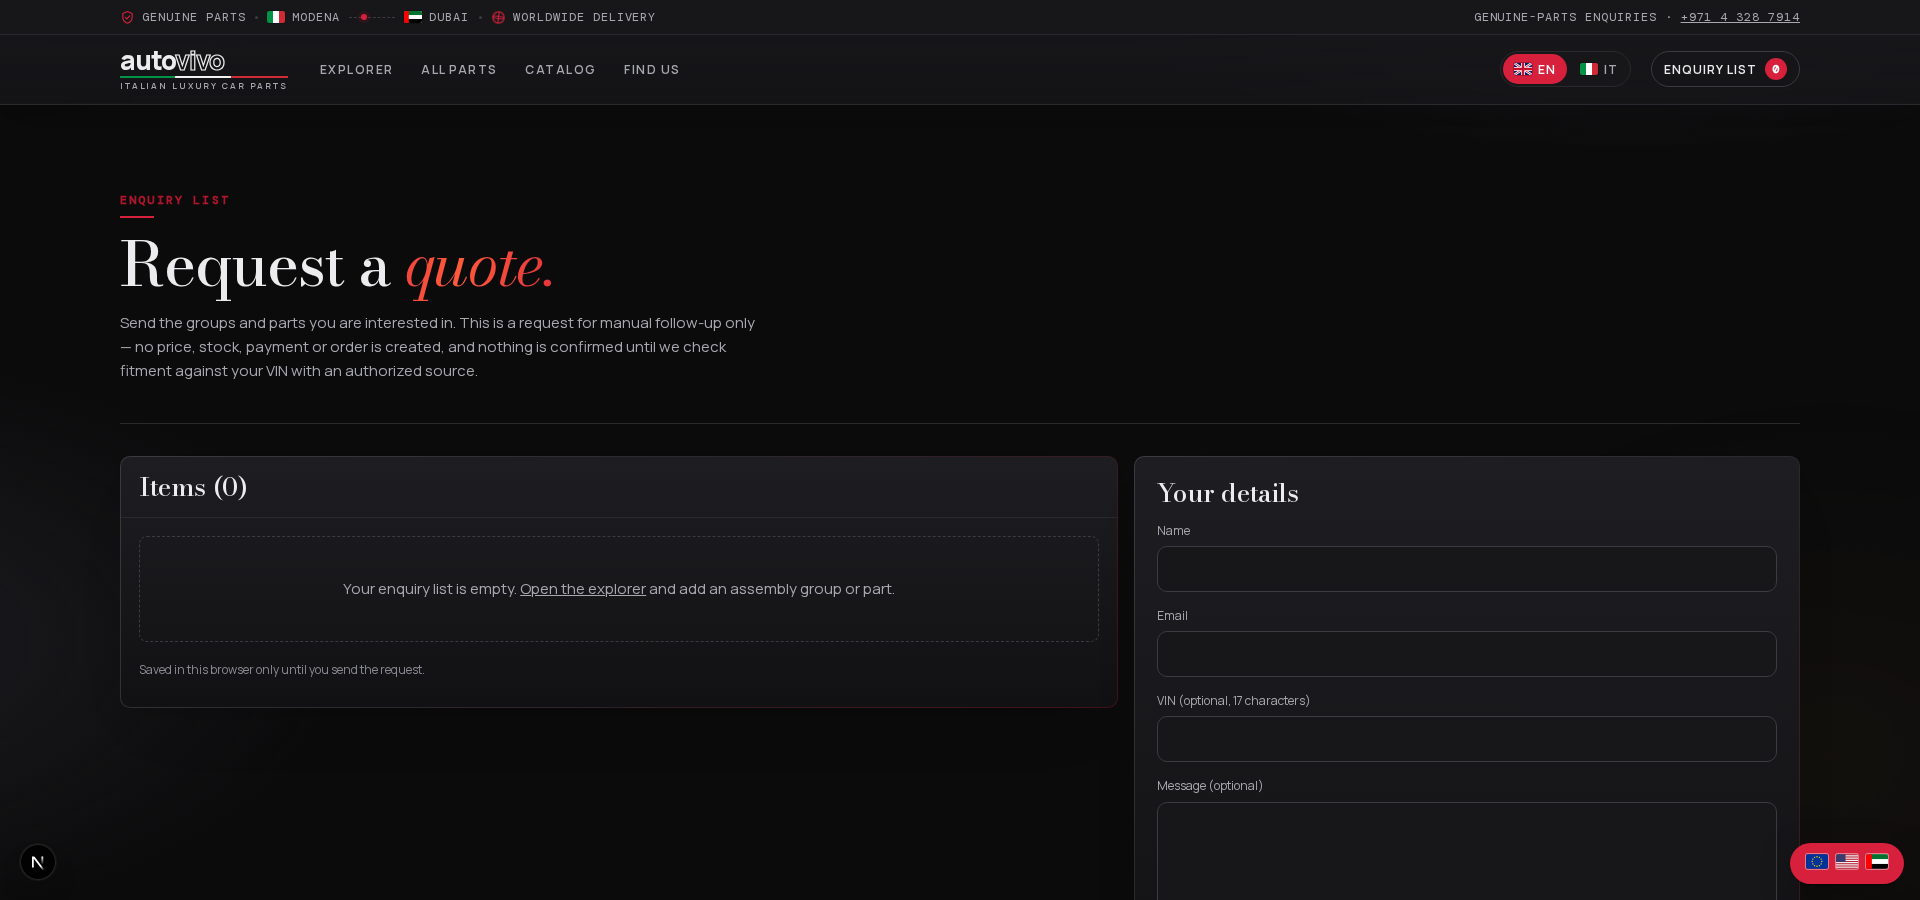 GENUINE PARTS • MODENA DUBAI • WORLDWIDE DELIVERY
GENUINE-PARTS ENQUIRIES · +971 4 328 7914
autovivo
ITALIAN LUXURY CAR PARTS
EXPLORER ALL PARTS CATALOG FIND US
EN IT
ENQUIRY LIST 0
ENQUIRY LIST
Request a quote.
Send the groups and parts you are interested in. This is a request for manual follow-up only
— no price, stock, payment or order is created, and nothing is confirmed until we check
fitment against your VIN with an authorized source.
Items (0)
Your enquiry list is empty. Open the explorer and add an assembly group or part.
Saved in this browser only until you send the request.
Your details
Name
Email
VIN (optional, 17 characters)
Message (optional)
N